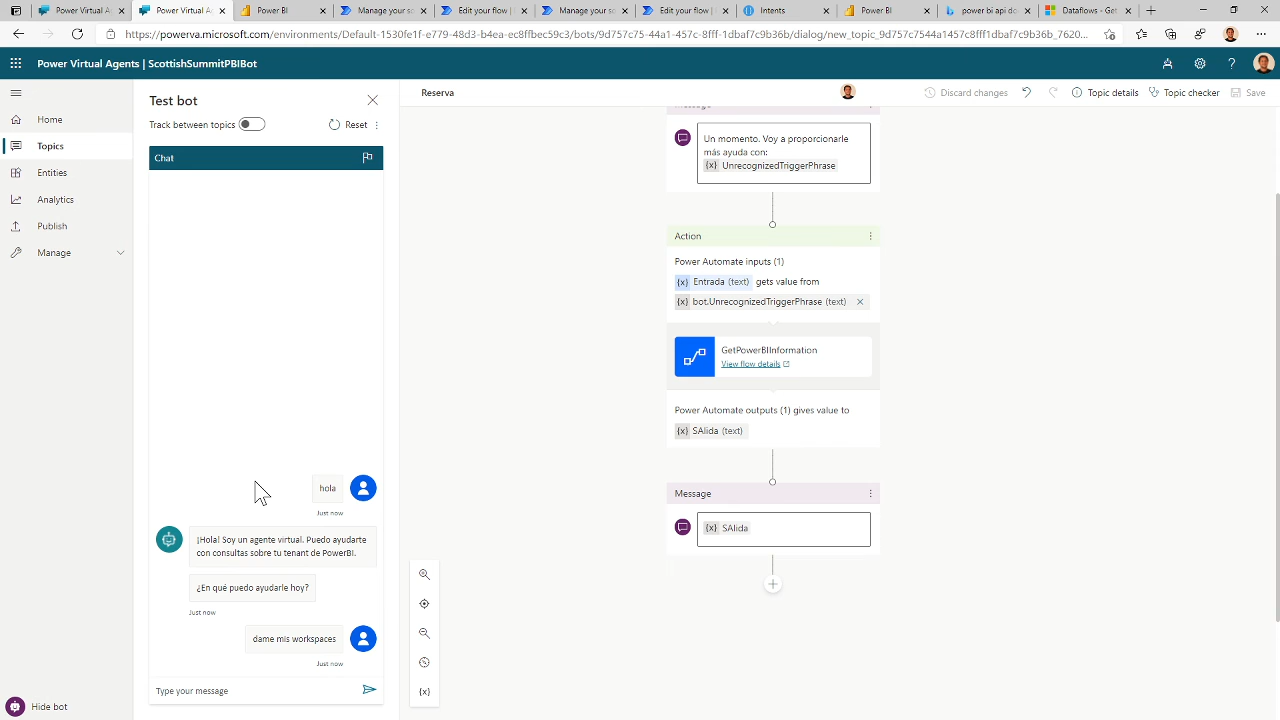 Power Virtual A
Power Virtual A
Power BI
Manage your s
Edit your flow |
Manage your s
Edit your flow |
Intents
Power BI
power bi api do
Dataflows - Get
https://powerva.microsoft.com/environments/Default-1530fe1f-e779-48d3-b4ea-ec8ffbec59c3/bots/9d757c75-44a1-457c-8fff-1dbaf7c9b36b/dialog/new_topic_9d757c7544a1457c8fff1dbaf7c9b36b_7620...
Power Virtual Agents | ScottishSummitPBIBot
Home
Topics
Entities
Analytics
Publish
Manage
Hide bot
Test bot
Track between topics
Reset
Chat
hola
Just now
¡Hola! Soy un agente virtual. Puedo ayudarte
con consultas sobre tu tenant de PowerBI.
¿En qué puedo ayudarle hoy?
Just now
dame mis workspaces
Just now
Type your message
Reserva
Discard changes
Topic details
Topic checker
Save
Message
Un momento. Voy a proporcionarle
más ayuda con:
{x} UnrecognizedTriggerPhrase
Action
Power Automate inputs (1)
{x} Entrada (text) gets value from
{x} bot.UnrecognizedTriggerPhrase (text)
GetPowerBIInformation
View flow details
Power Automate outputs (1) gives value to
{x} SAlida (text)
Message
{x} SAlida
{x}